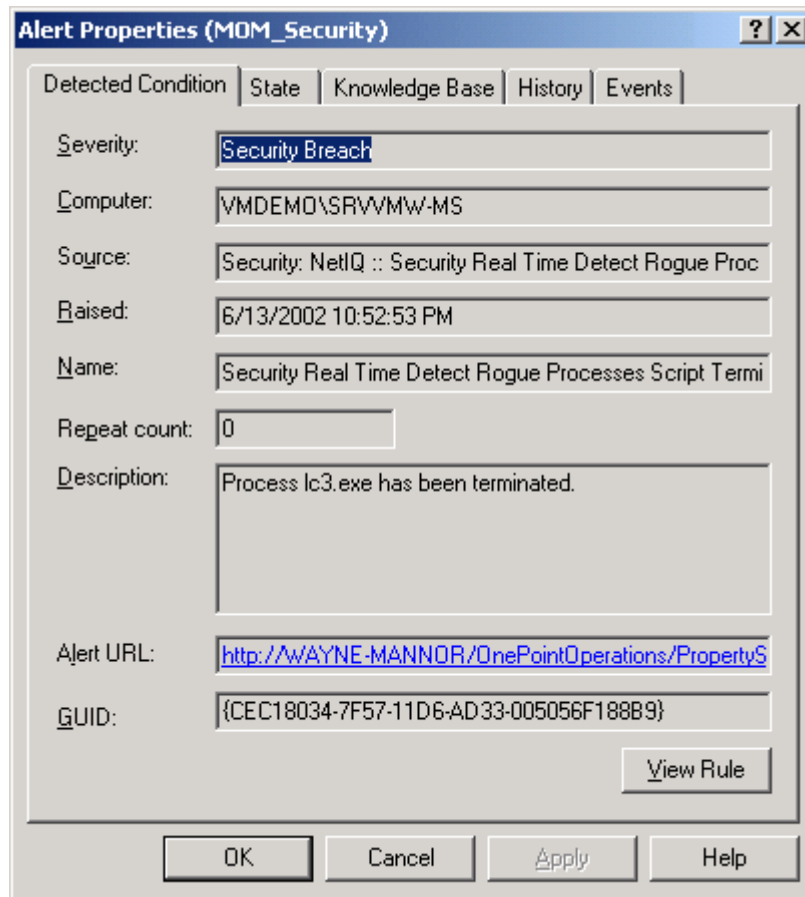 Alert Properties (MOM_Security)
Detected Condition State Knowledge Base History Events
Severity: Security Breach
Computer: VMDEMO\SRVVMW-MS
Source: Security: NetIQ :: Security Real Time Detect Rogue Proc
Raised: 6/13/2002 10:52:53 PM
Name: Security Real Time Detect Rogue Processes Script Termi
Repeat count: 0
Description: Process lc3.exe has been terminated.
Alert URL: http://WAYNE-MANNOR/OnePointOperations/PropertyS
GUID: {CEC18034-7F57-11D6-AD33-005056F188B9}
View Rule
OK Cancel Apply Help